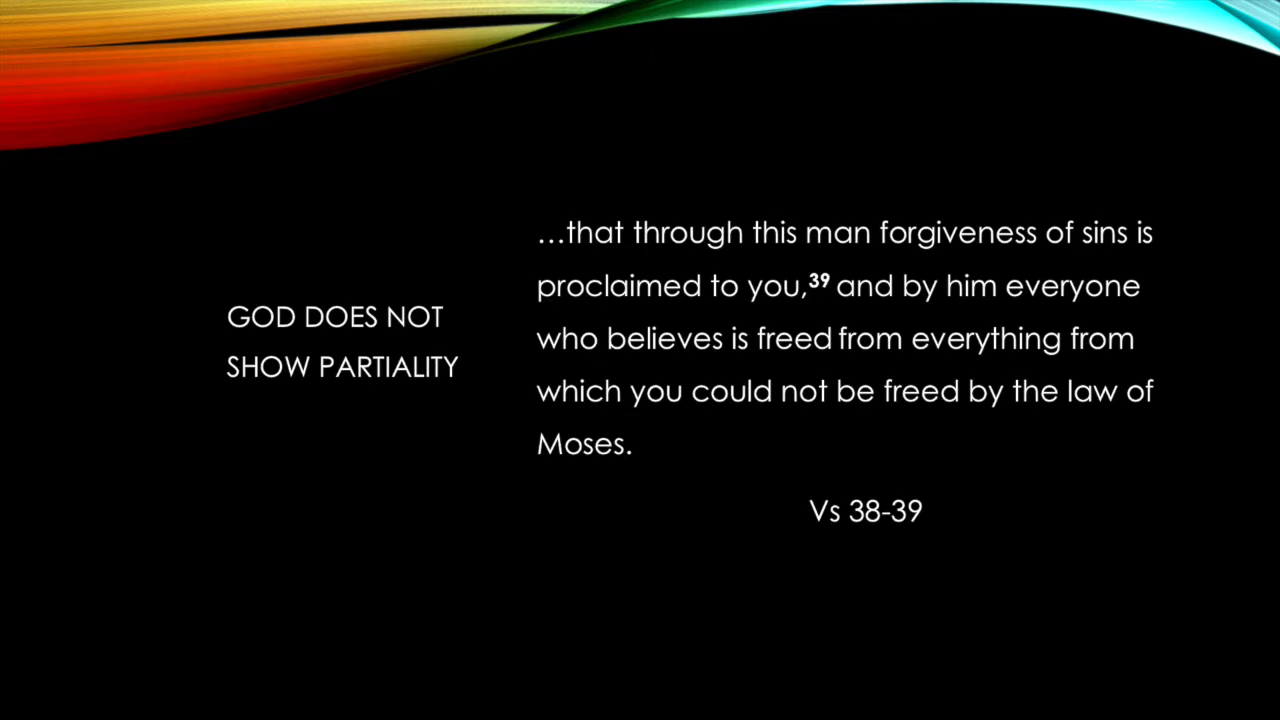 GOD DOES NOT
SHOW PARTIALITY
…that through this man forgiveness of sins is
proclaimed to you,39 and by him everyone
who believes is freed from everything from
which you could not be freed by the law of
Moses.
Vs 38-39